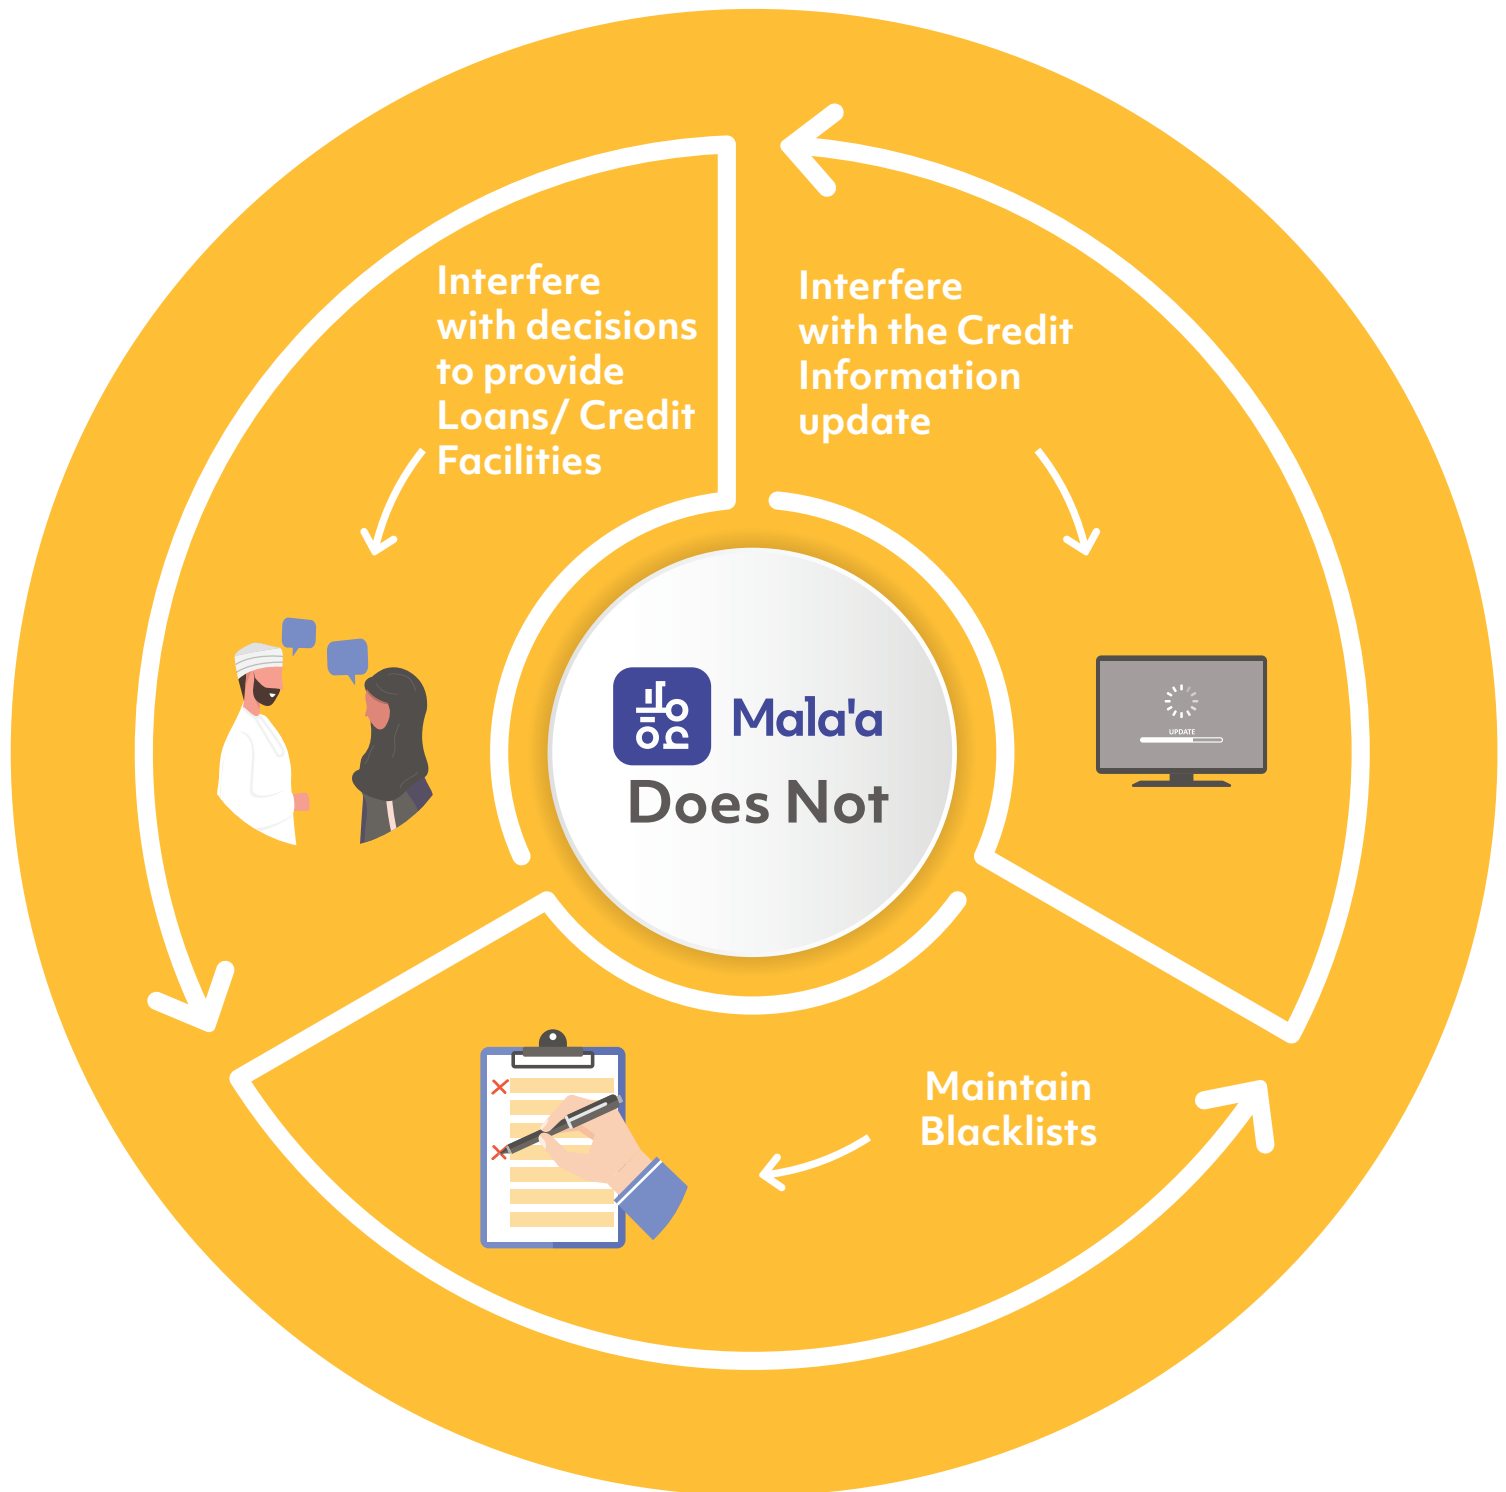 Interfere
with decisions
to provide
Loans/ Credit
Facilities
Interfere
with the Credit
Information
update
Mala'a
Does Not
UPDATE
Maintain
Blacklists